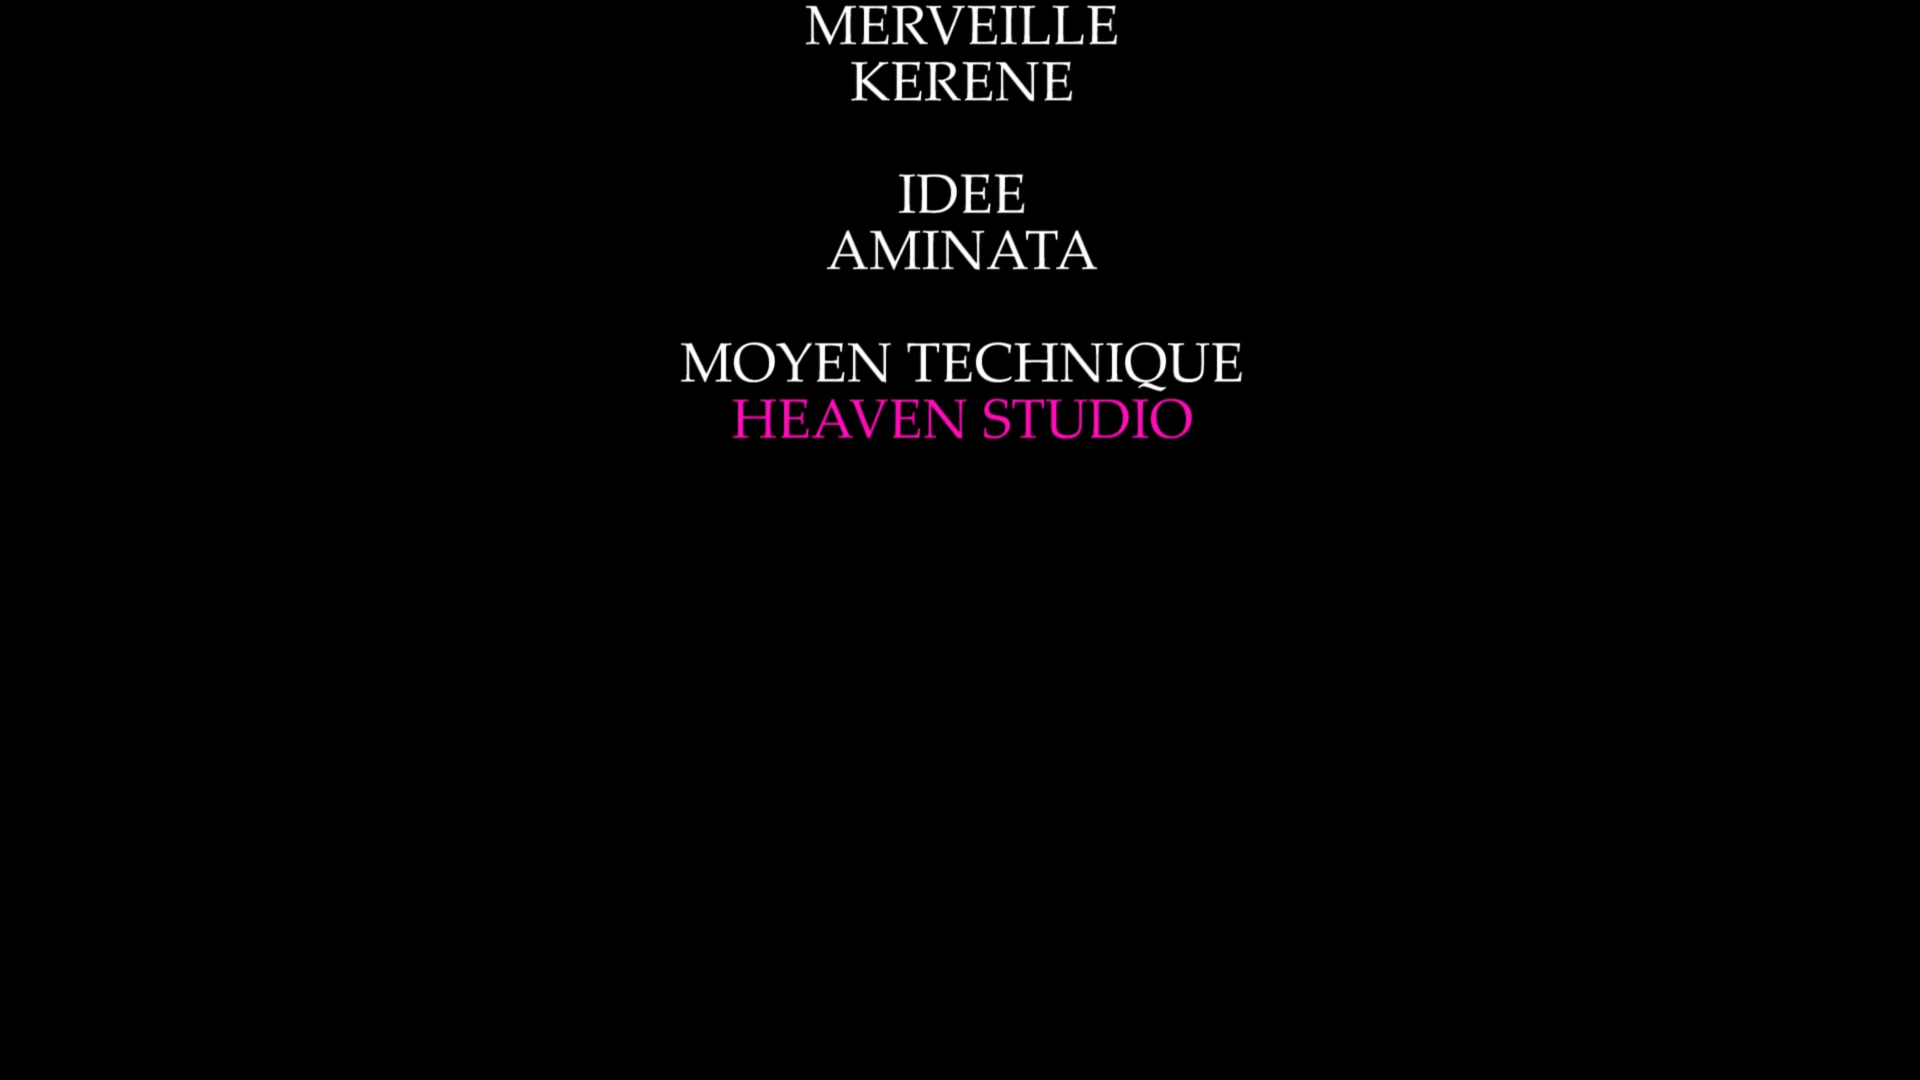 MERVEILLE
KERENE
IDEE
AMINATA
MOYEN TECHNIQUE
HEAVEN STUDIO